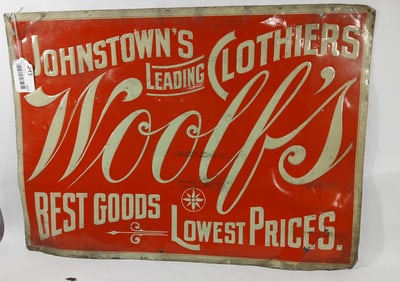 JOHNSTOWN'S LEADING CLOTHIERS
Woolf's
BEST GOODS LOWEST PRICES.